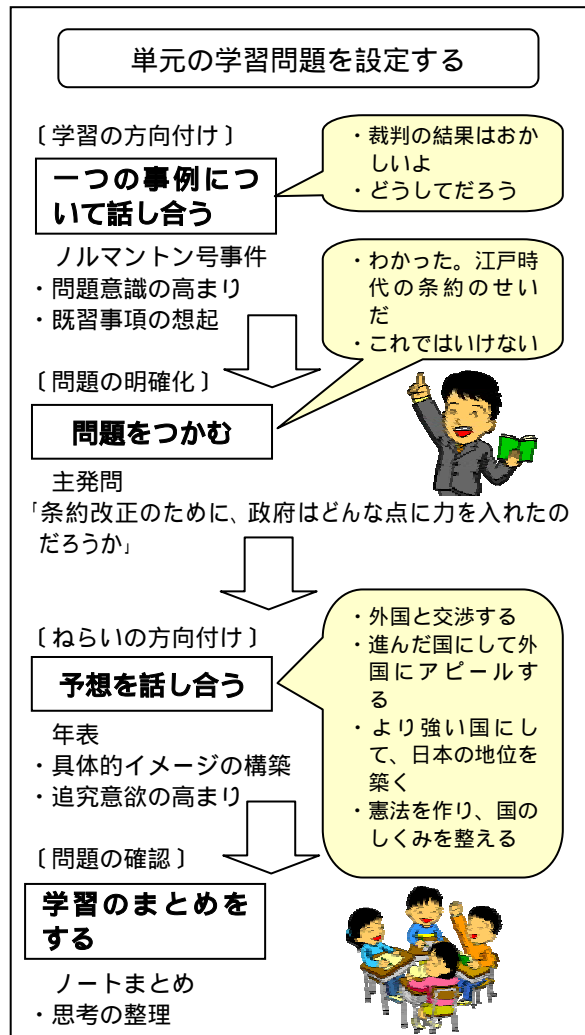 単元の学習問題を設定する
〔学習の方向付け〕
一つの事例につ
いて話し合う
・裁判の結果はおか
しいよ
・どうしてだろう
ノルマントン号事件
・問題意識の高まり
・既習事項の想起
・わかった。江戸時
代の条約のせい
だ
・これではいけない
〔問題の明確化〕
問題をつかむ
主発問
「条約改正のために、政府はどんな点に力を入れたの
だろうか」
〔ねらいの方向付け〕
予想を話し合う
・外国と交渉する
・進んだ国にして外
国にアピールす
る
・より強い国にし
て、日本の地位を
築く
・憲法を作り、国の
しくみを整える
年表
・具体的イメージの構築
・追究意欲の高まり
〔問題の確認〕
学習のまとめを
する
ノートまとめ
・思考の整理